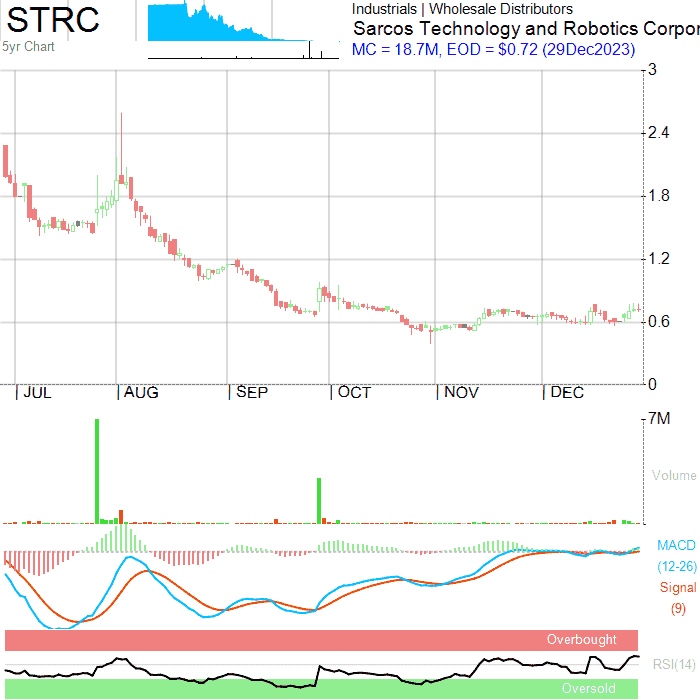 STRC
5yr Chart
Industrials | Wholesale Distributors
Sarcos Technology and Robotics Corpor
MC = 18.7M, EOD = $0.72 (29Dec2023)
3
2.4
1.8
1.2
0.6
0
JUL AUG SEP OCT NOV DEC
7M
Volume
MACD
(12-26)
Signal
(9)
Overbought
RSI(14)
Oversold